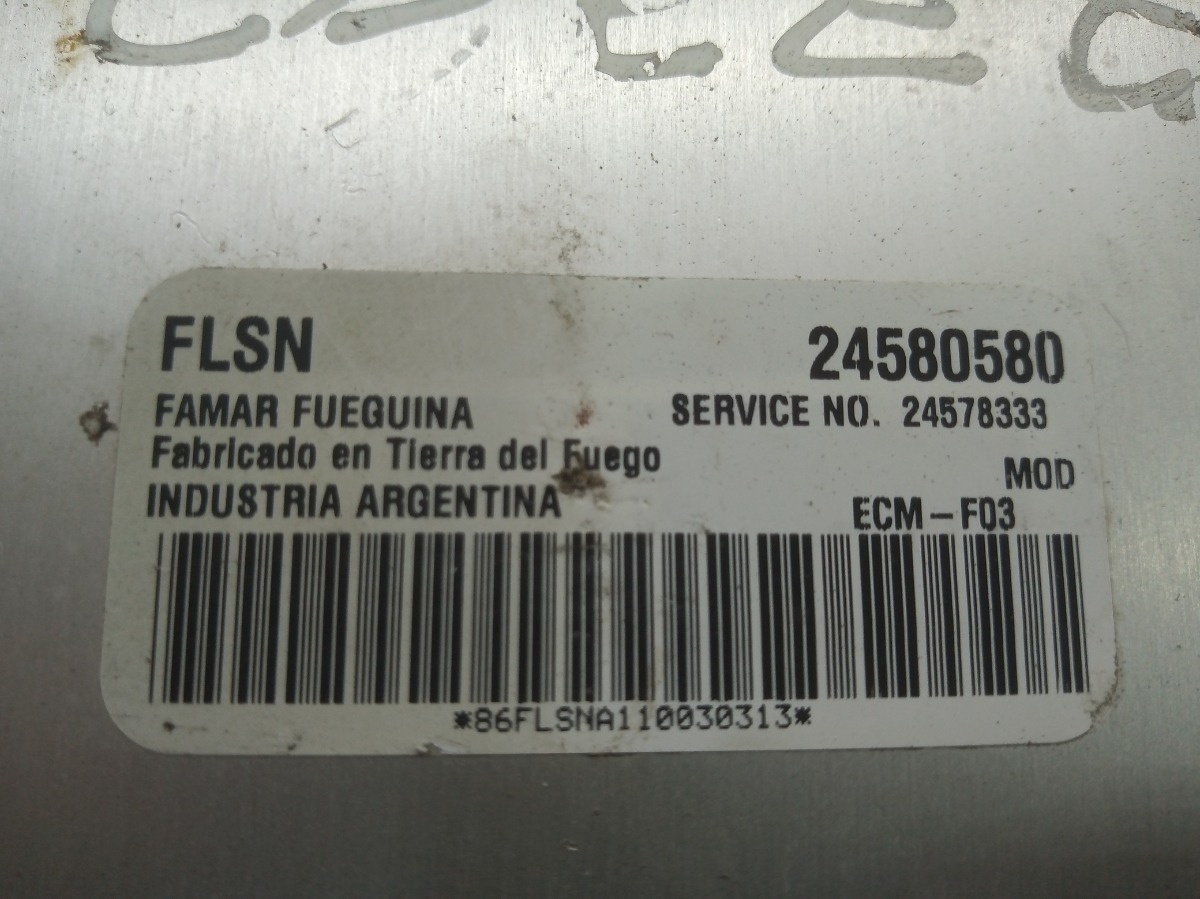 FLSN
24580580
FAMAR FUEGUINA
SERVICE NO. 24578333
Fabricado en Tierra del Fuego
MOD
INDUSTRIA ARGENTINA
ECM-F03
*86FLSNA110030313*